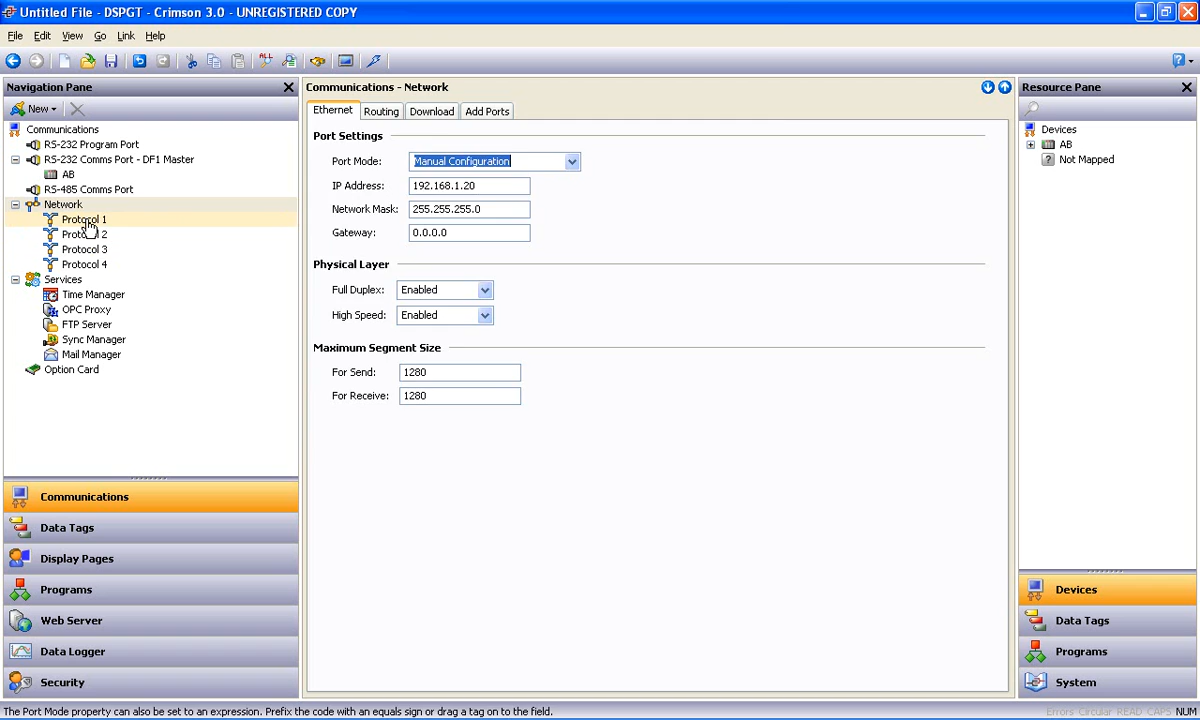 Untitled File - DSPGT - Crimson 3.0 - UNREGISTERED COPY
File Edit View Go Link Help
Navigation Pane
New
Communications
RS-232 Program Port
RS-232 Comms Port - DF1 Master
AB
RS-485 Comms Port
Network
Protocol 1
Protocol 2
Protocol 3
Protocol 4
Services
Time Manager
OPC Proxy
FTP Server
Sync Manager
Mail Manager
Option Card
Communications
Data Tags
Display Pages
Programs
Web Server
Data Logger
Security
Communications - Network
Ethernet Routing Download Add Ports
Port Settings
Port Mode: Manual Configuration
IP Address: 192.168.1.20
Network Mask: 255.255.255.0
Gateway: 0.0.0.0
Physical Layer
Full Duplex: Enabled
High Speed: Enabled
Maximum Segment Size
For Send: 1280
For Receive: 1280
Resource Pane
Devices
AB
Not Mapped
Devices
Data Tags
Programs
System
The Port Mode property can also be set to an expression. Prefix the code with an equals sign or drag a tag on to the field.
Errors Circular READ CAPS NUM